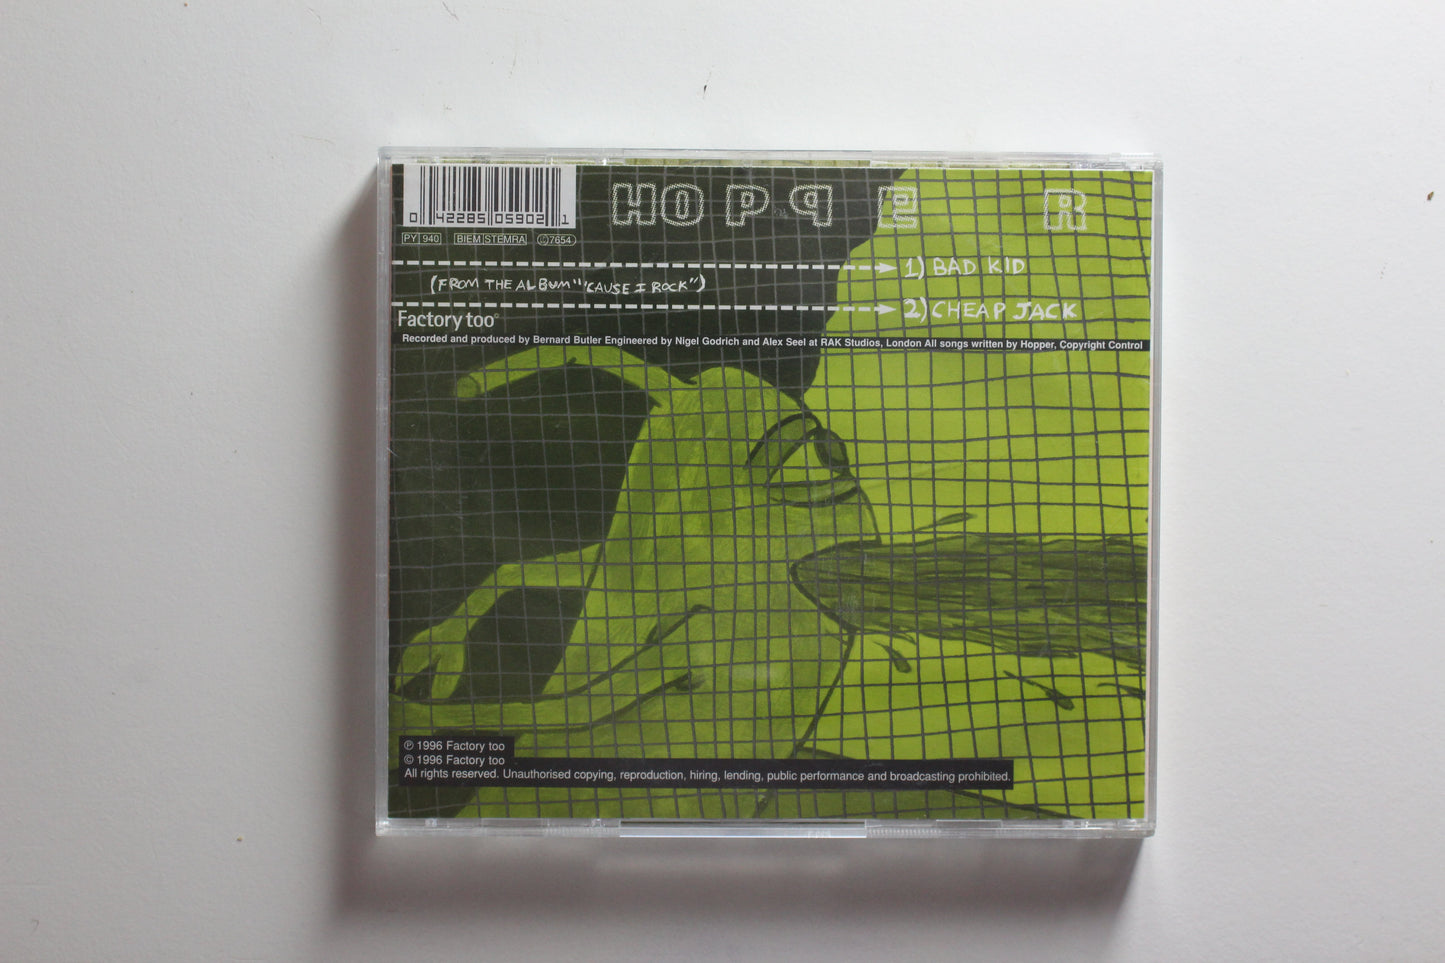 HOPPER
0 42285 05902 1
PY 940 BIEM STEMRA Ⓒ7654
1) BAD KID
(FROM THE ALBUM "'CAUSE I ROCK")
2) CHEAP JACK
Factory too
Recorded and produced by Bernard Butler Engineered by Nigel Godrich and Alex Seel at RAK Studios, London All songs written by Hopper, Copyright Control
℗ 1996 Factory too
© 1996 Factory too
All rights reserved. Unauthorised copying, reproduction, hiring, lending, public performance and broadcasting prohibited.